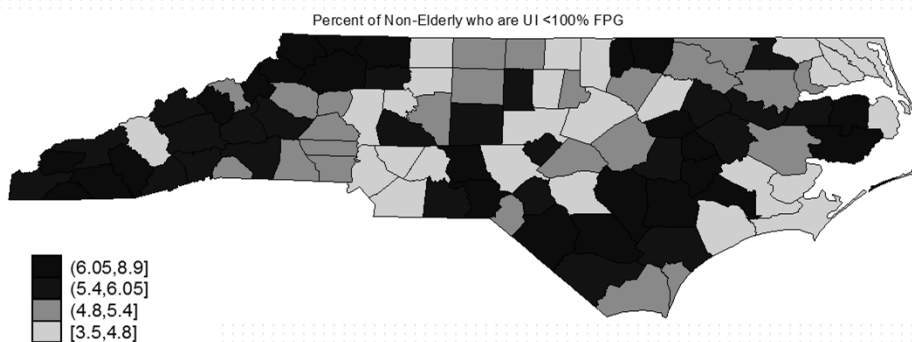 Percent of Non-Elderly who are UI <100% FPG
(6.05,8.9]
(5.4,6.05]
(4.8,5.4]
[3.5,4.8]